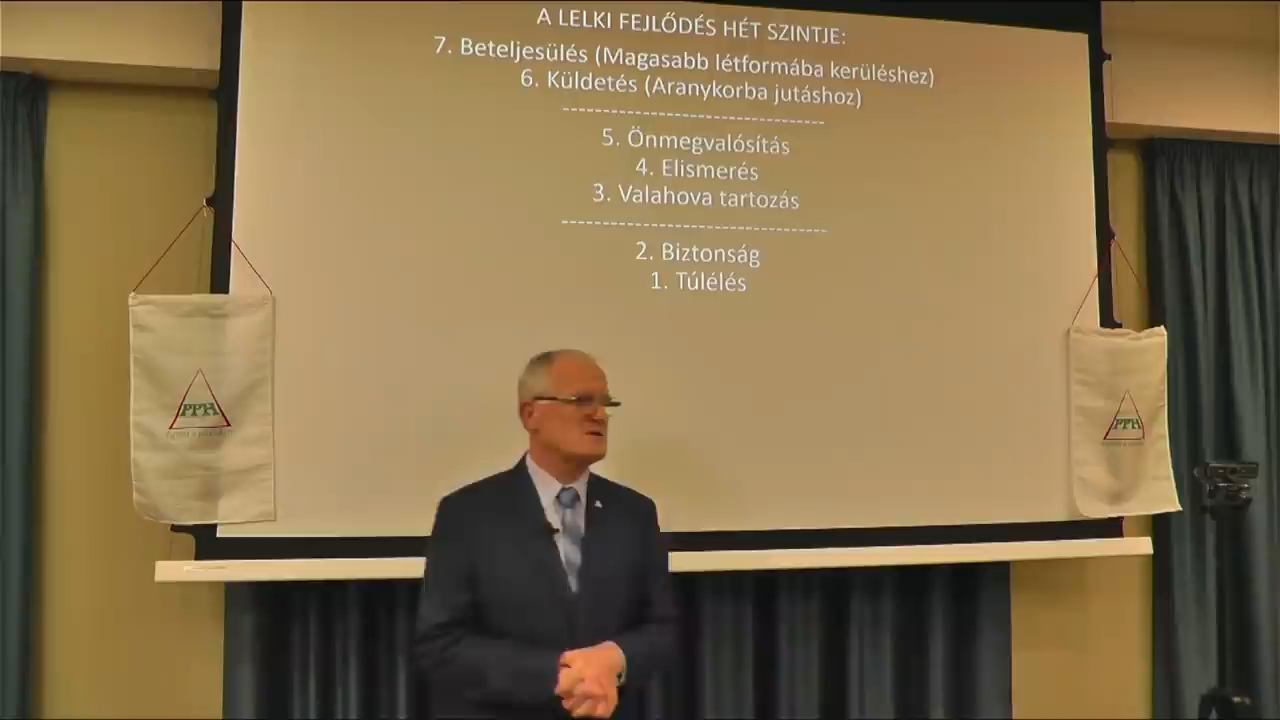 A LELKI FEJLŐDÉS HÉT SZINTJE:
7. Beteljesülés (Magasabb létformába kerüléshez)
6. Küldetés (Aranykorba jutáshoz)
--------------------------------
5. Önmegvalósítás
4. Elismerés
3. Valahova tartozás
--------------------------------
2. Biztonság
1. Túlélés
PPH
PPH